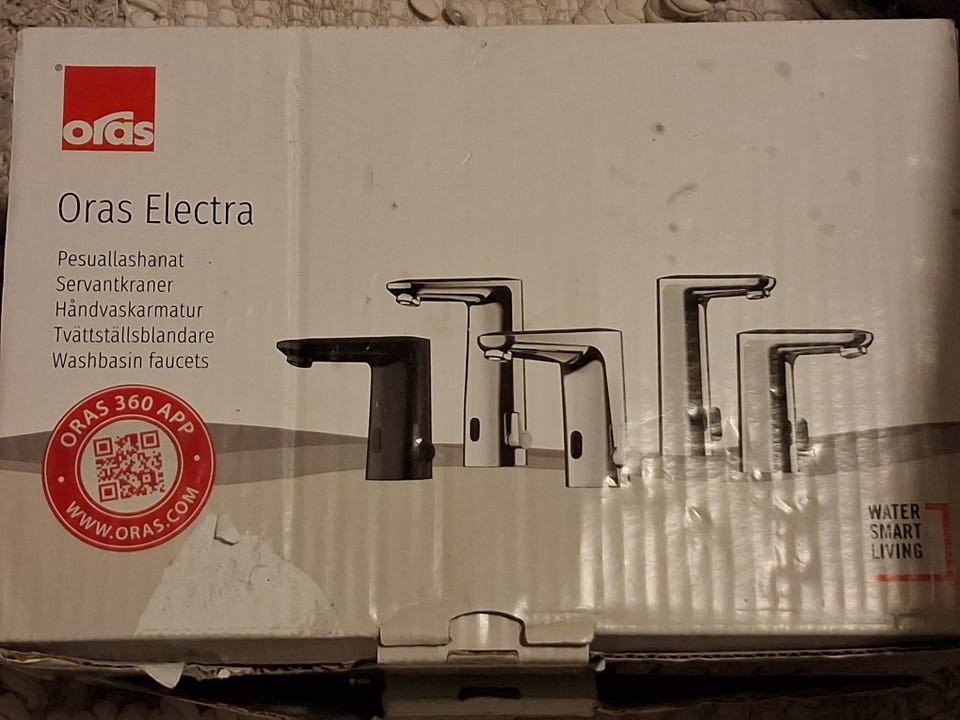 ®
oras
Oras Electra
Pesuallashanat
Servantkraner
Håndvaskarmatur
Tvättställsblandare
Washbasin faucets
ORAS 360 APP
WWW.ORAS.COM
WATER
SMART
LIVING